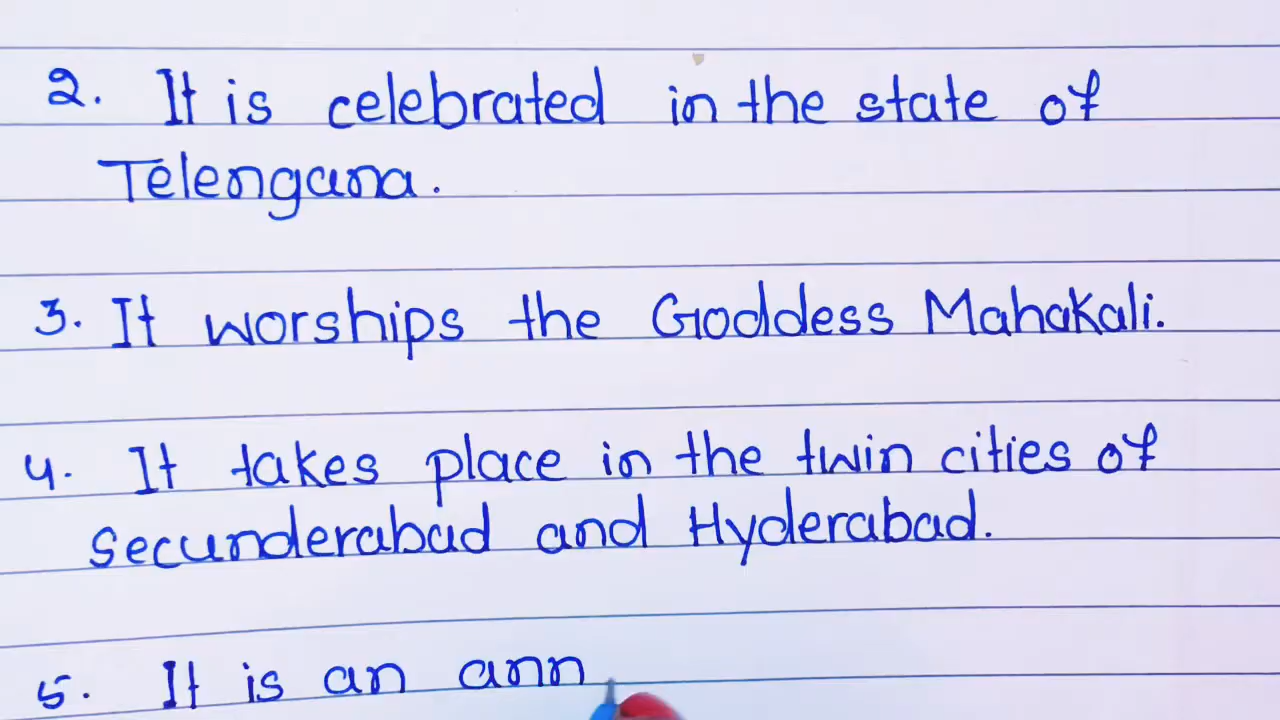 2. It is celebrated in the state of
Telengana.
3. It worships the Goddess Mahakali.
4. It takes place in the twin cities of
secunderabad and Hyderabad.
5. It is an ann